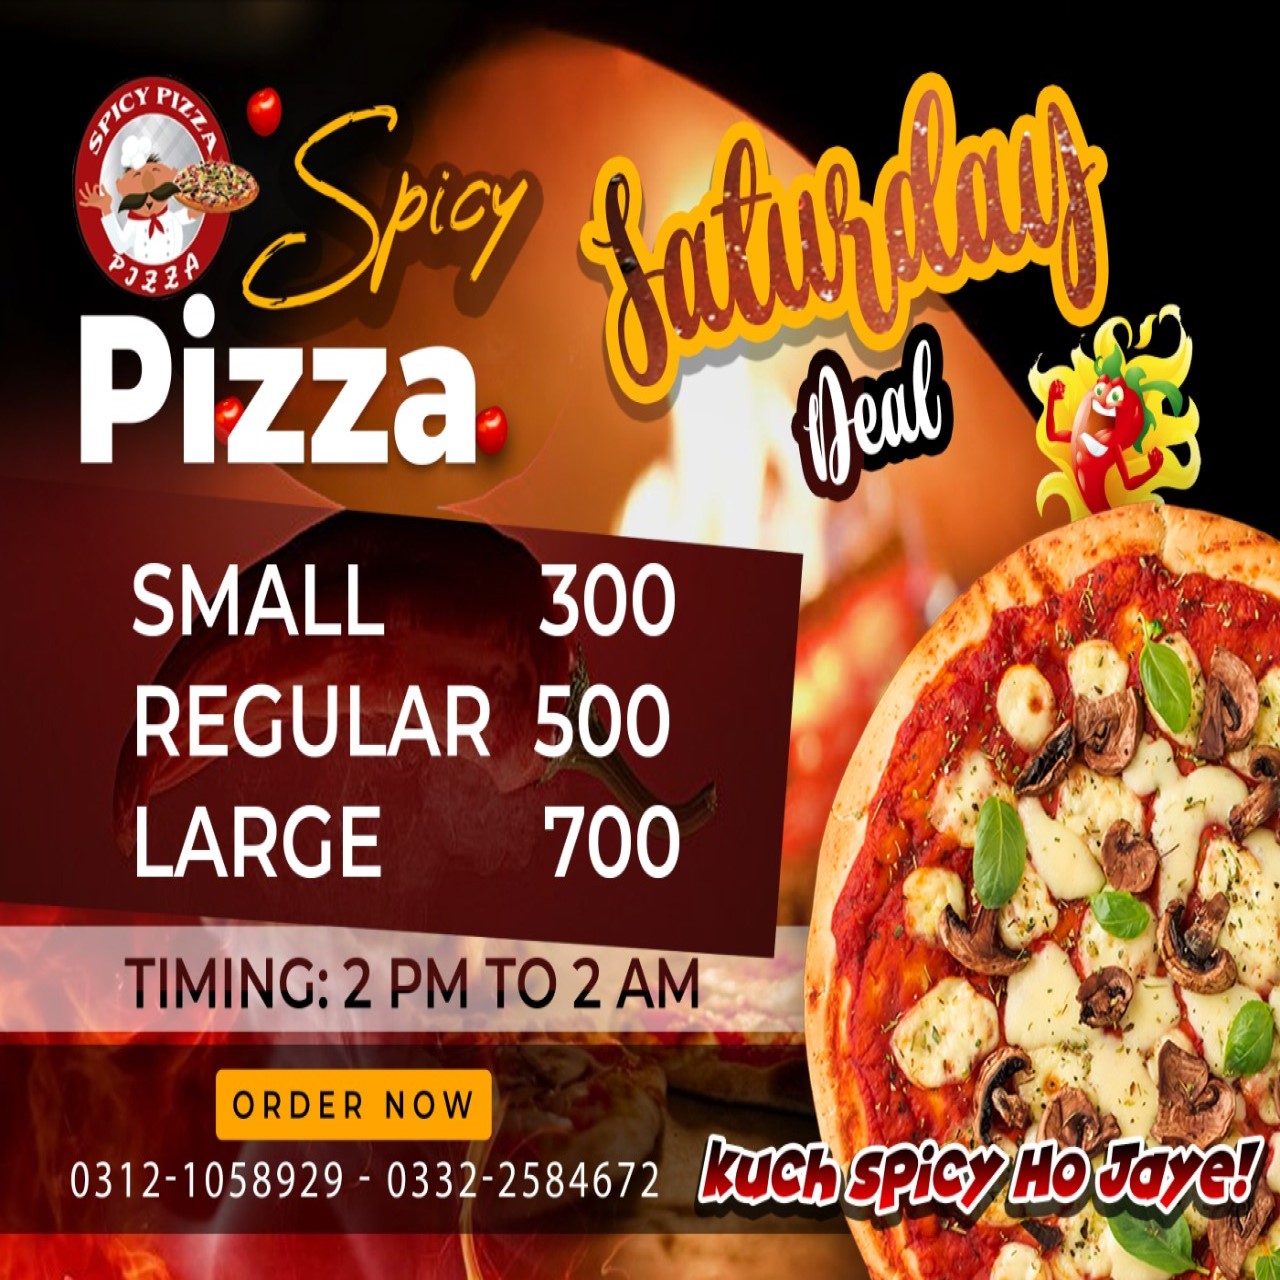 SPICY PIZZA
PIZZA
Spicy
Pizza
Saturday
Deal
SMALL 300
REGULAR 500
LARGE 700
TIMING: 2 PM TO 2 AM
ORDER NOW
0312-1058929 - 0332-2584672
Kuch spicy Ho Jaye!